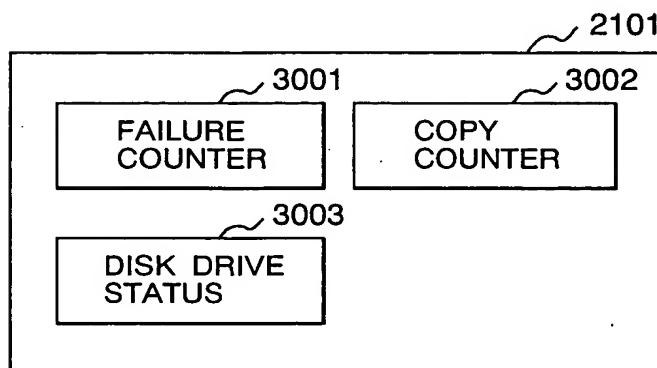 2101
3001
FAILURE
COUNTER
3002
COPY
COUNTER
3003
DISK DRIVE
STATUS